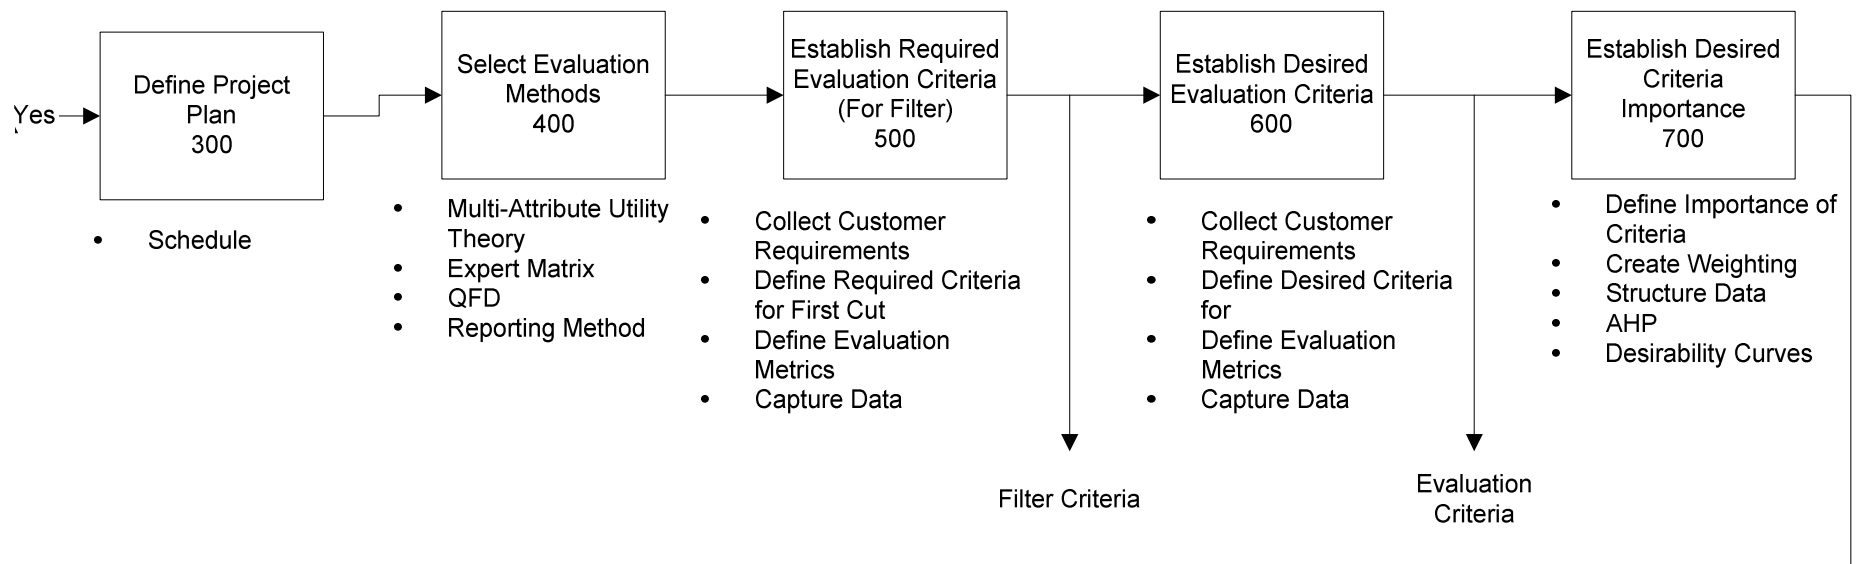 Yes
Define Project
Plan
300
• Schedule
Select Evaluation
Methods
400
• Multi-Attribute Utility
Theory
• Expert Matrix
• QFD
• Reporting Method
Establish Required
Evaluation Criteria
(For Filter)
500
• Collect Customer
Requirements
• Define Required Criteria
for First Cut
• Define Evaluation
Metrics
• Capture Data
Filter Criteria
Establish Desired
Evaluation Criteria
600
• Collect Customer
Requirements
• Define Desired Criteria
for
• Define Evaluation
Metrics
• Capture Data
Evaluation
Criteria
Establish Desired
Criteria
Importance
700
• Define Importance of
Criteria
• Create Weighting
• Structure Data
• AHP
• Desirability Curves